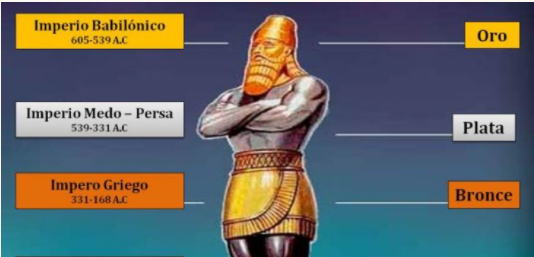 Imperio Babilónico
605-539 A.C
Oro
Imperio Medo – Persa
539-331 A.C
Plata
Impero Griego
331-168 A.C
Bronce